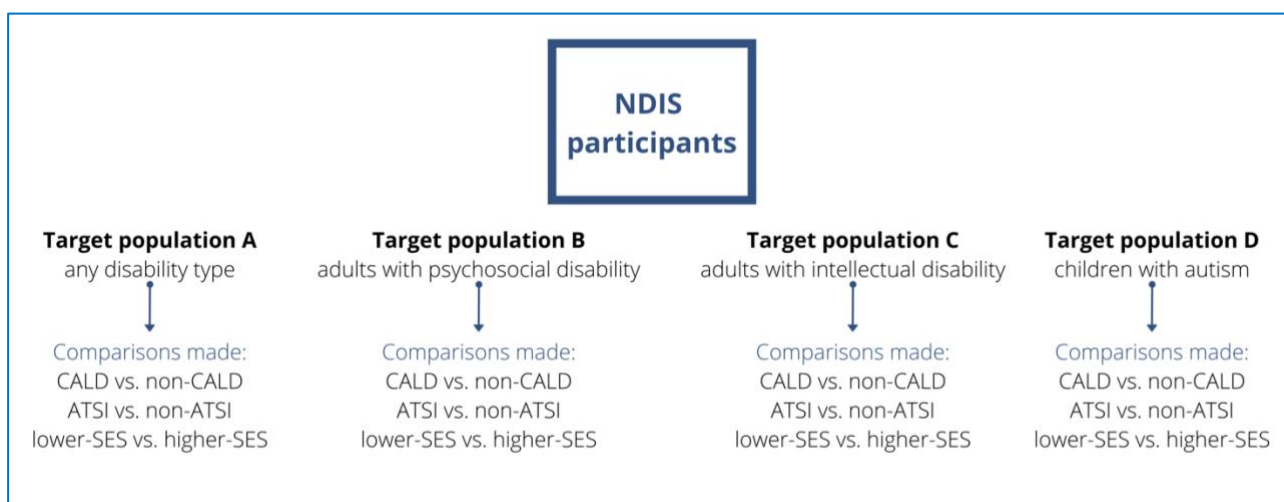 NDIS
participants
Target population A
any disability type
Comparisons made:
CALD vs. non-CALD
ATSI vs. non-ATSI
lower-SES vs. higher-SES
Target population B
adults with psychosocial disability
Comparisons made:
CALD vs. non-CALD
ATSI vs. non-ATSI
lower-SES vs. higher-SES
Target population C
adults with intellectual disability
Comparisons made:
CALD vs. non-CALD
ATSI vs. non-ATSI
lower-SES vs. higher-SES
Target population D
children with autism
Comparisons made:
CALD vs. non-CALD
ATSI vs. non-ATSI
lower-SES vs. higher-SES